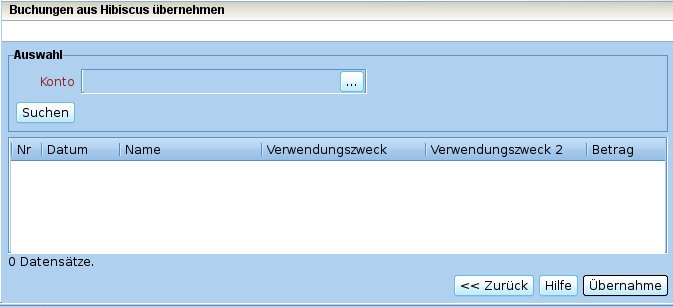 Buchungen aus Hibiscus übernehmen
Auswahl
Konto ...
Suchen
Nr Datum Name Verwendungszweck Verwendungszweck 2 Betrag
0 Datensätze.
<< Zurück Hilfe Übernahme